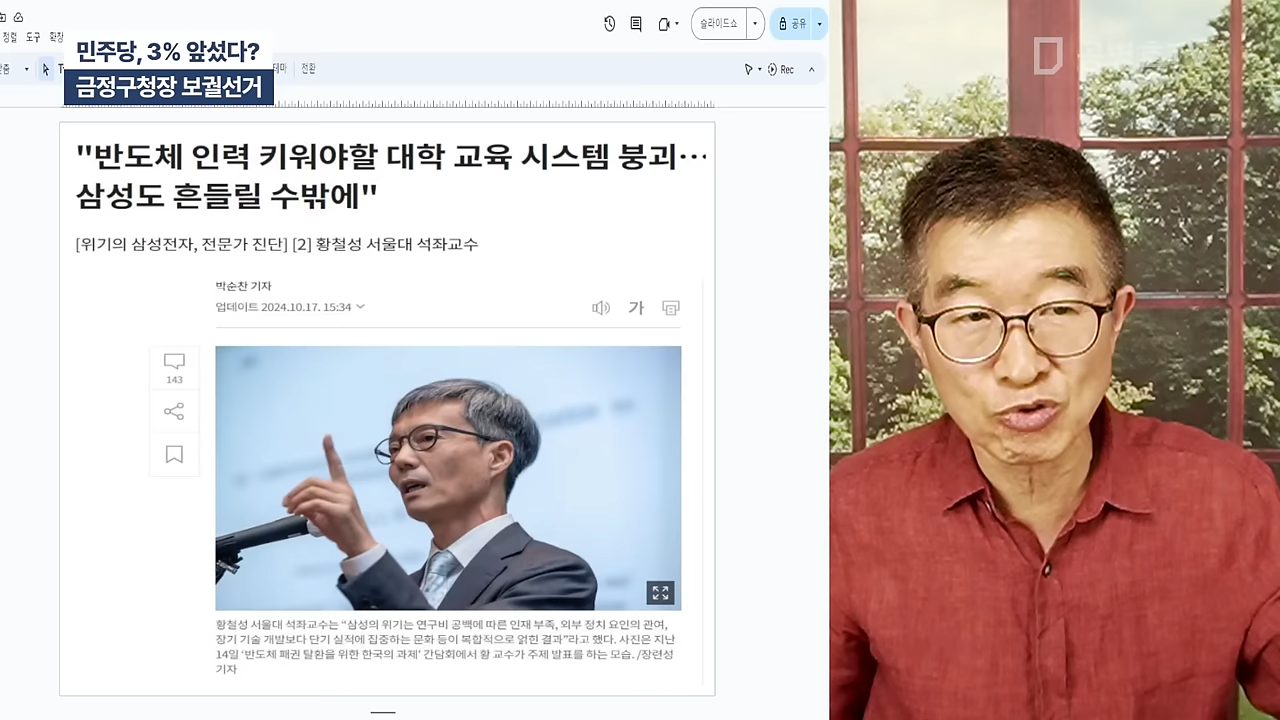 정렬 도구 확장
민주당, 3% 앞섰다?
금정구청장 보궐선거
테마 전환
슬라이드쇼
공유
Rec
"반도체 인력 키워야할 대학 교육 시스템 붕괴…
삼성도 흔들릴 수밖에"
[위기의 삼성전자, 전문가 진단] [2] 황철성 서울대 석좌교수
박순찬 기자
업데이트 2024.10.17. 15:34
가
143
황철성 서울대 석좌교수는 “삼성의 위기는 연구비 공백에 따른 인재 부족, 외부 정치 요인의 관여,
장기 기술 개발보다 단기 실적에 집중하는 문화 등이 복합적으로 얽힌 결과”라고 했다. 사진은 지난
14일 ‘반도체 패권 탈환을 위한 한국의 과제’ 간담회에서 황 교수가 주제 발표를 하는 모습. /장련성
기자